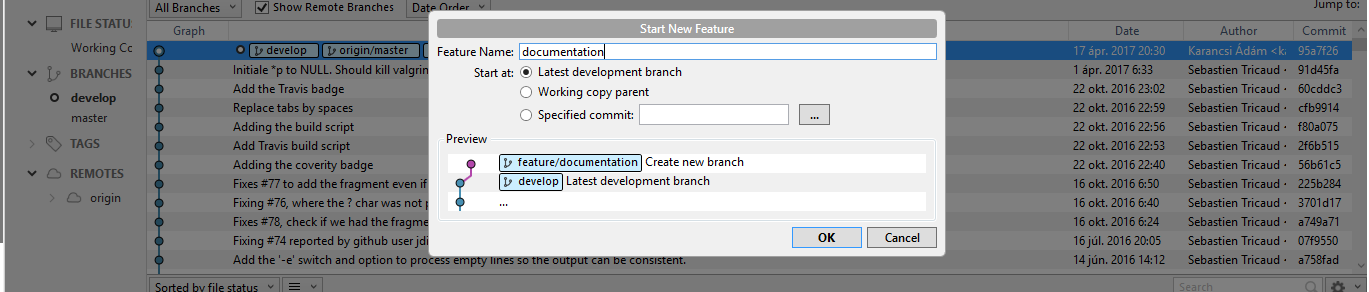 All Branches
Show Remote Branches
Date Order
Jump to:
FILE STATUS
Working Co
BRANCHES
develop
master
TAGS
REMOTES
origin
Graph
Date
Author
Commit
develop origin/master 17 ápr. 2017 20:30 Karancsi Ádám <ka 95a7f26
Initiale *p to NULL. Should kill valgrin 1 ápr. 2017 6:33 Sebastien Tricaud 91d45fa
Add the Travis badge 22 okt. 2016 23:02 Sebastien Tricaud 60cddc3
Replace tabs by spaces 22 okt. 2016 22:59 Sebastien Tricaud cfb9914
Adding the build script 22 okt. 2016 22:56 Sebastien Tricaud f80a075
Add Travis build script 22 okt. 2016 22:53 Sebastien Tricaud 2f6b515
Adding the coverity badge 22 okt. 2016 22:40 Sebastien Tricaud 56b61c5
Fixes #77 to add the fragment even if 16 okt. 2016 6:50 Sebastien Tricaud 225b284
Fixing #76, where the ? char was not p 16 okt. 2016 6:40 Sebastien Tricaud 3701d17
Fixes #78, check if we had the fragme 16 okt. 2016 6:24 Sebastien Tricaud a749a71
Fixing #74 reported by github user jdi 16 júl. 2016 20:05 Sebastien Tricaud 07f9550
Add the '-e' switch and option to process empty lines so the output can be consistent. 14 jún. 2016 14:12 Sebastien Tricaud a758fad
Sorted by file status
Search
Start New Feature
Feature Name: documentation
Start at: Latest development branch
Working copy parent
Specified commit: ...
Preview
feature/documentation Create new branch
develop Latest development branch
...
OK Cancel